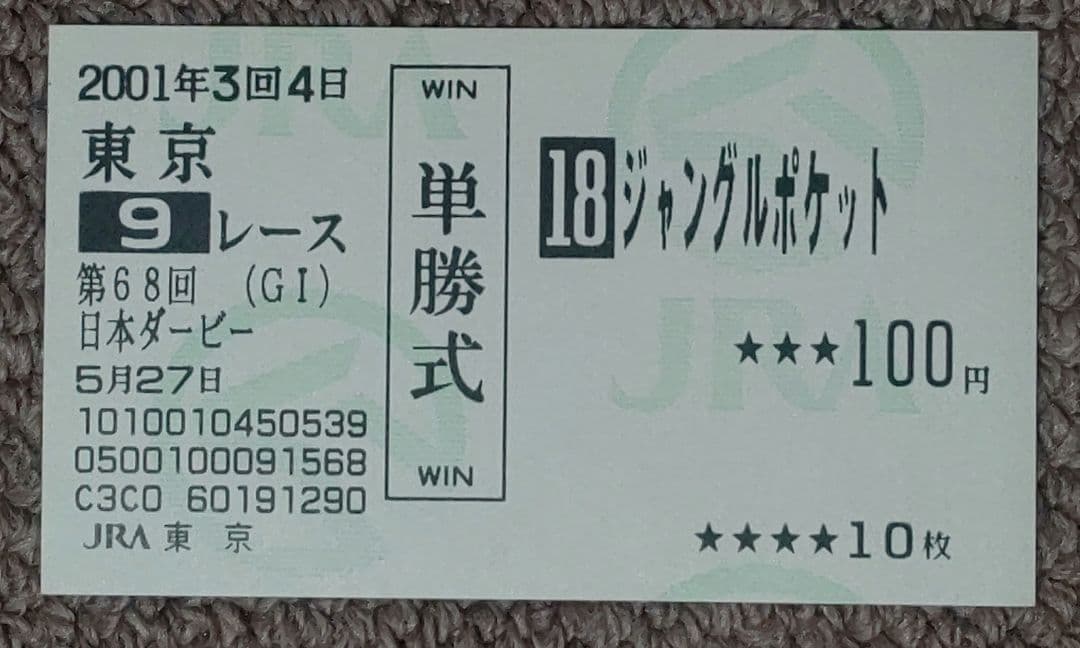 2001年3回4日
東京
9レース
第68回 (GI)
日本ダービー
5月27日
1010010450539
0500100091568
C3C0 60191290
JRA 東 京
WIN
単勝式
WIN
18 ジャングルポケット
★★★100円
★★★★10枚
JRA
JRA